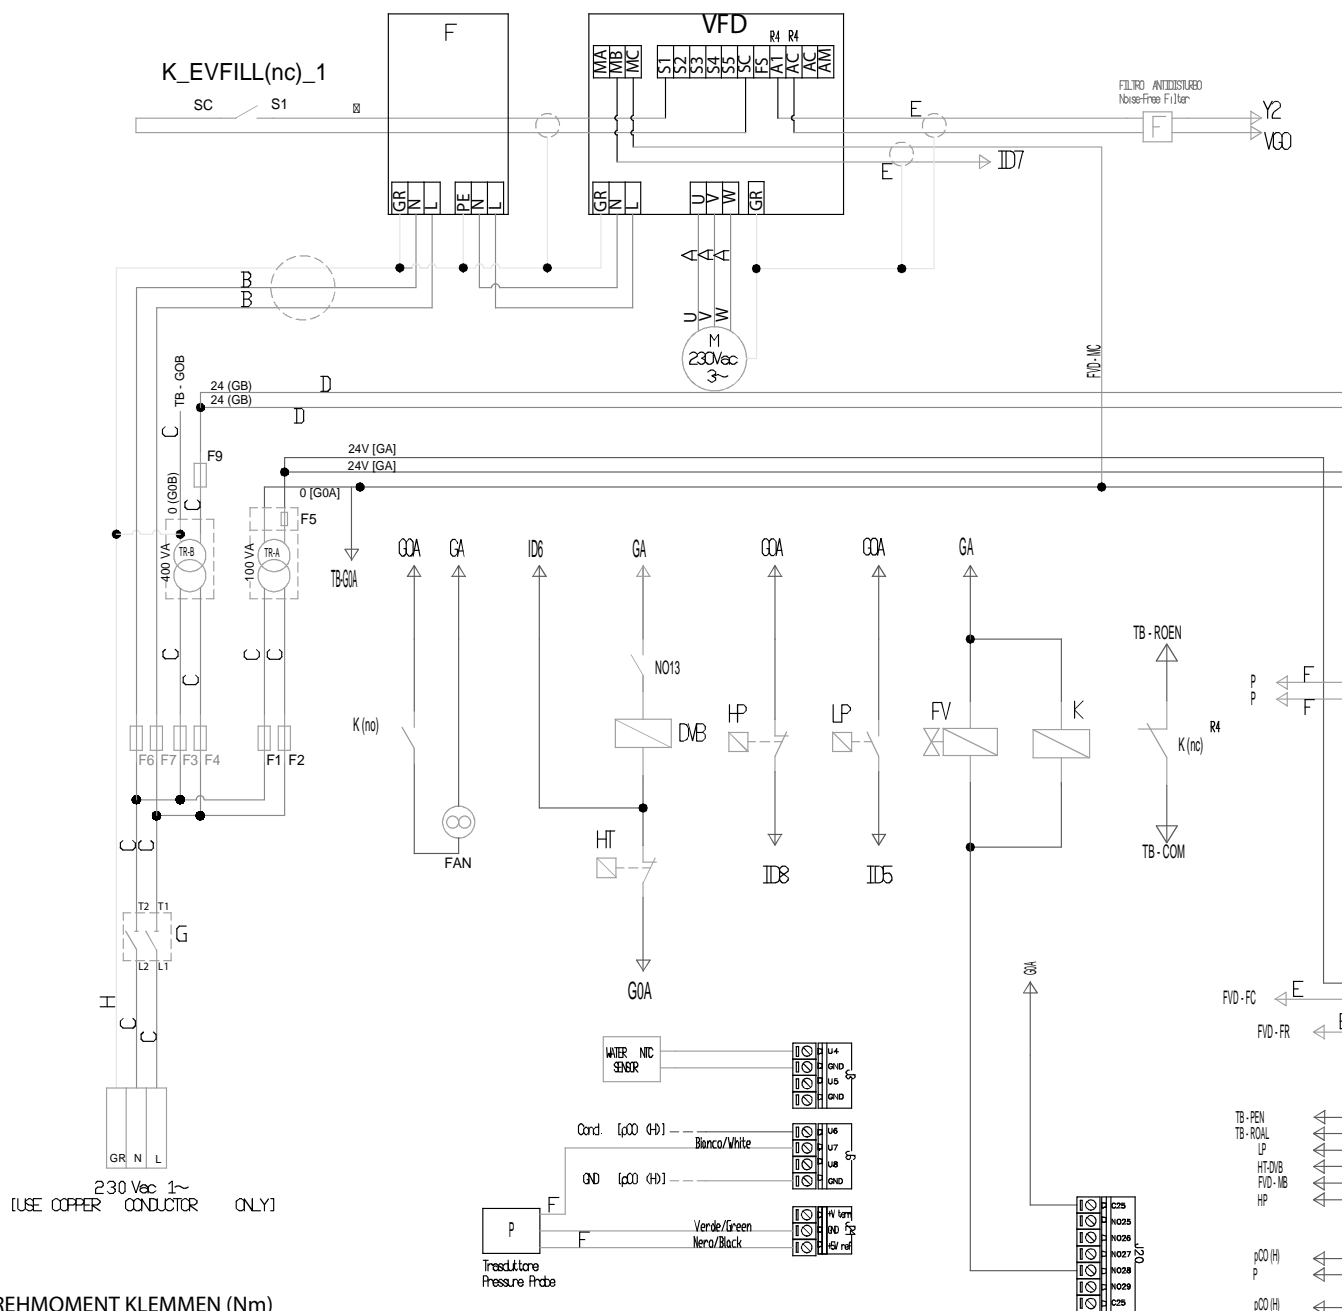 F
VFD
K_EVFILL(nc)_1
SC
S1
MA
MB
MC
S1
S2
S3
S4
S5
SC
FS
A1
AC
AC
AM
R4
R4
FILTRO ANTIDISTURBO
Noise-Free Filter
F
Y2
VG0
E
E
ID7
GR
N
L
PE
N
L
GR
N
L
U
V
W
GR
A
A
A
U
V
W
M
230Vac
3~
B
B
FVD - MC
TB - GOB
24 (GB)
24 (GB)
D
D
C
F9
24V [GA]
24V [GA]
0 [G0A]
0 (G0B)
C
F5
400 VA
TR-B
100 VA
TR-A
TB-G0A
G0A
GA
ID6
GA
G0A
G0A
GA
TB - ROEN
C
C
C
C
NO13
K (no)
DVB
HP
LP
FV
K
K (nc)
R4
P
P
F
F
F6
F7
F3
F4
F1
F2
FAN
HT
ID8
ID5
TB - COM
C
C
T2
T1
G
L2
L1
H
C
C
G0A
G0A
FVD - FC
E
FVD - FR
E
WATER NTC
SENSOR
U4
GND
U5
GND
Cond. [pCO (H)]
Bianco/White
GND [pCO (H)]
U6
U7
U8
GND
TB - PEN
TB - ROAL
LP
HT-DVB
FVD - MB
HP
GR
N
L
230 Vac 1~
[USE COPPER CONDUCTOR ONLY]
F
F
P
Verde/Green
Nero/Black
+V term
GND
+5V ref
Trasduttore
Pressure Probe
C25
NO25
NO26
NO27
NO28
NO29
C25
J20
pCO (H)
P
pCO (H)
REHMOMENT KLEMMEN (Nm)